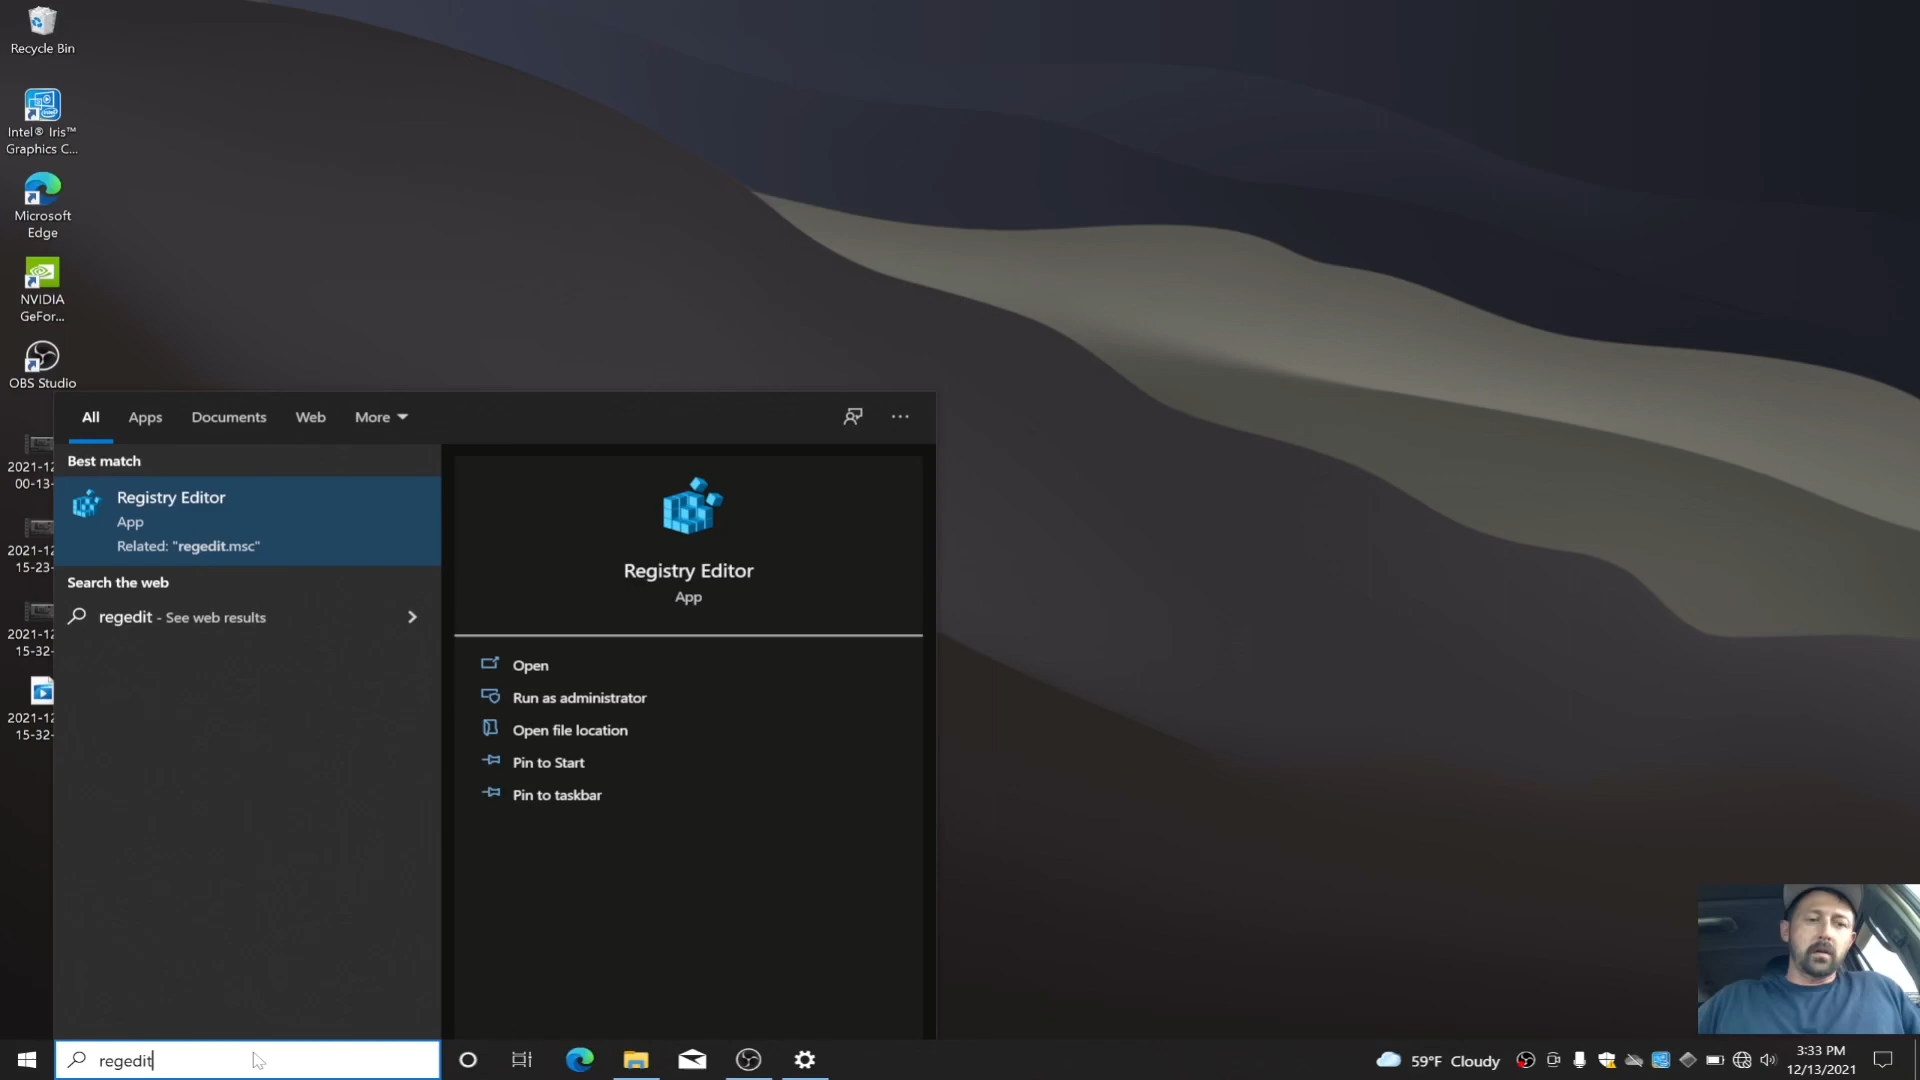 Recycle Bin
Intel® Iris™
Graphics C...
Microsoft
Edge
NVIDIA
GeFor...
OBS Studio
2021-12
00-13-
2021-12
15-23-
2021-12
15-32-
2021-12
15-32-
All Apps Documents Web More
Best match
Registry Editor
App
Related: "regedit.msc"
Search the web
regedit - See web results
Registry Editor
App
Open
Run as administrator
Open file location
Pin to Start
Pin to taskbar
regedit
59°F Cloudy
3:33 PM
12/13/2021